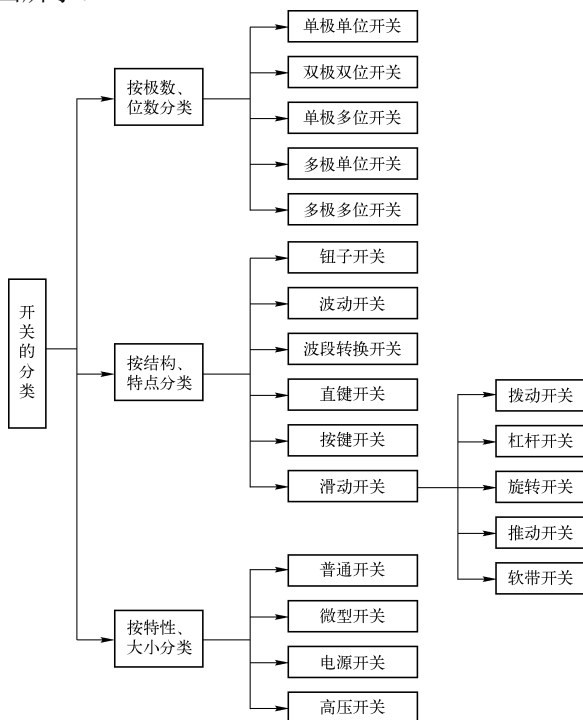 开关的分类
按极数、
位数分类
单极单位开关
双极双位开关
单极多位开关
多极单位开关
多极多位开关
按结构、
特点分类
钮子开关
波动开关
波段转换开关
直键开关
按键开关
滑动开关
拨动开关
杠杆开关
旋转开关
推动开关
软带开关
按特性、
大小分类
普通开关
微型开关
电源开关
高压开关